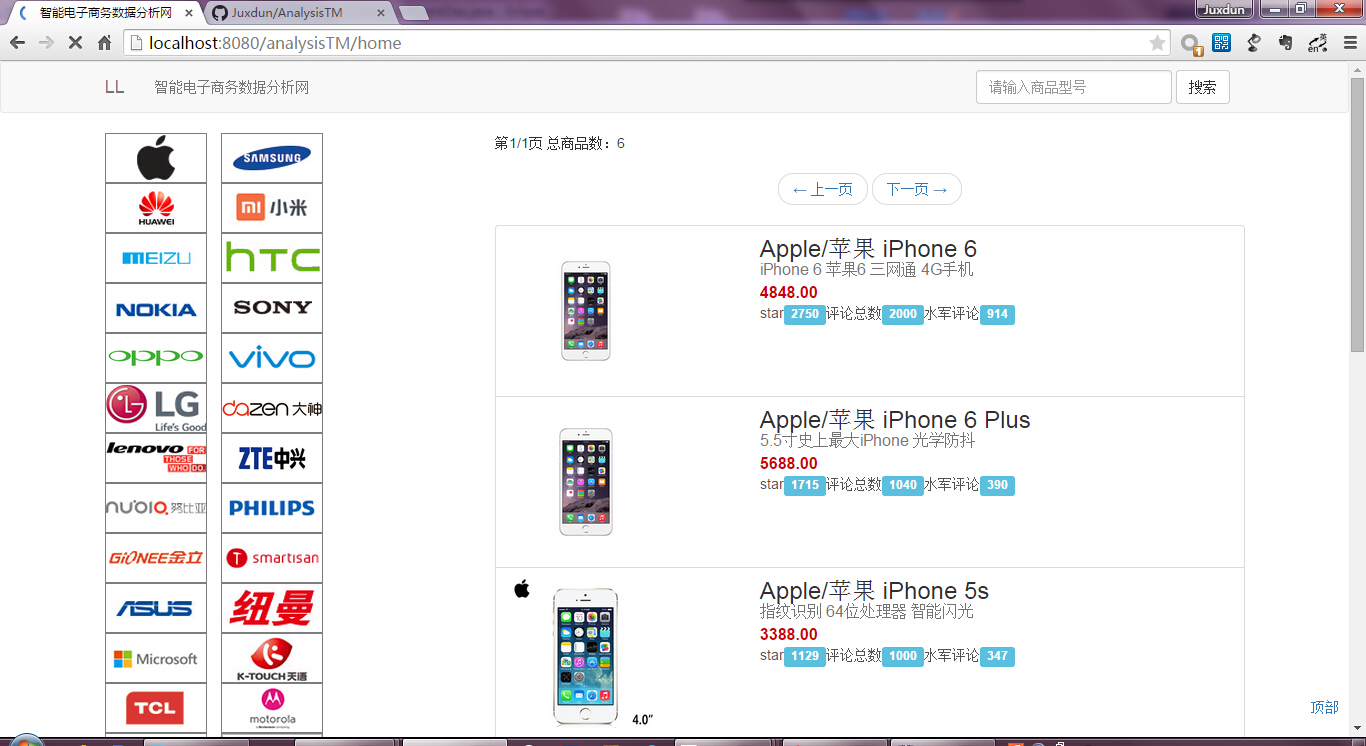 智能电子商务数据分析网
Juxdun/AnalysisTM
Juxdun
localhost:8080/analysisTM/home
1
英
en
LL 智能电子商务数据分析网
请输入商品型号 搜索
第1/1页 总商品数：6
← 上一页 下一页 →
SAMSUNG
HUAWEI
mi 小米
MEIZU
hTC
NOKIA
SONY
oppo
vivo
LG
Life's Good
dazen 大神
lenovo FOR THOSE WHO DO.
ZTE中兴
nubia 努比亚
PHILIPS
GIONEE金立
T smartisan
ASUS
纽曼
Microsoft
K-TOUCH天语
TCL
motorola
Apple/苹果 iPhone 6
iPhone 6 苹果6 三网通 4G手机
4848.00
star 2750 评论总数 2000 水军评论 914
Apple/苹果 iPhone 6 Plus
5.5寸史上最大iPhone 光学防抖
5688.00
star 1715 评论总数 1040 水军评论 390
4.0"
Apple/苹果 iPhone 5s
指纹识别 64位处理器 智能闪光
3388.00
star 1129 评论总数 1000 水军评论 347
顶部